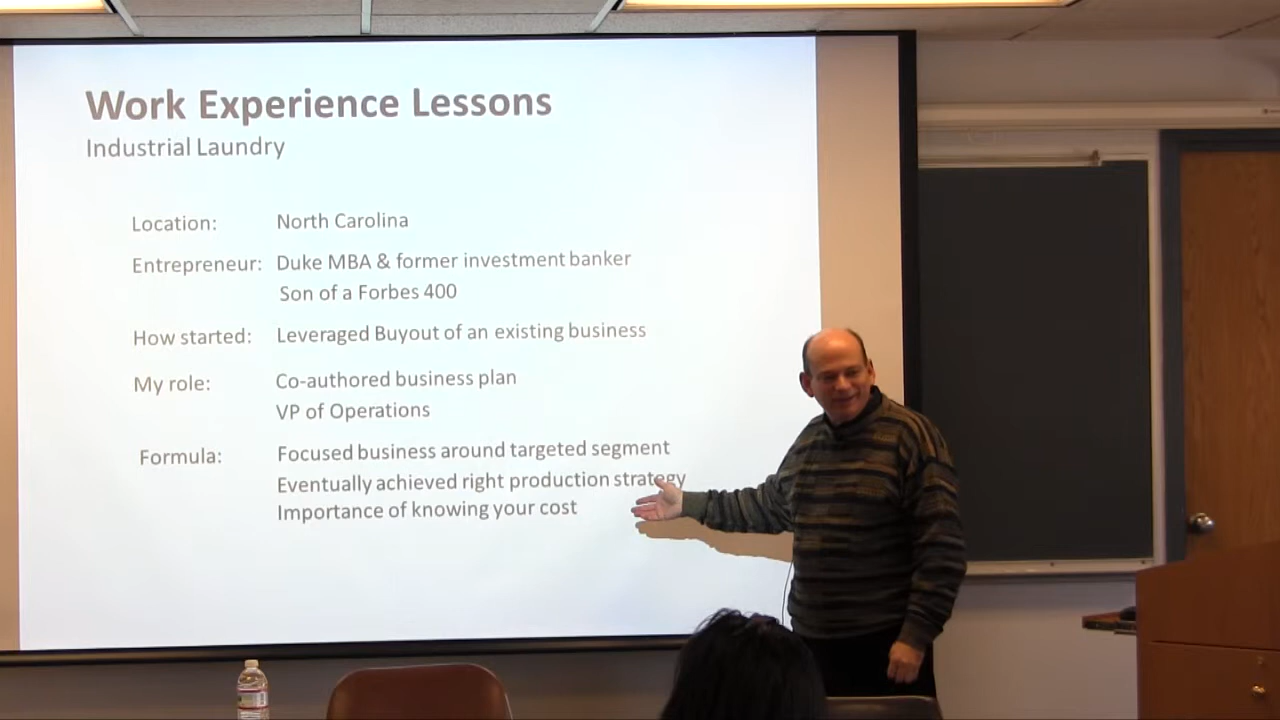 Work Experience Lessons
Industrial Laundry
Location: North Carolina
Entrepreneur: Duke MBA & former investment banker
Son of a Forbes 400
How started: Leveraged Buyout of an existing business
My role: Co-authored business plan
VP of Operations
Formula: Focused business around targeted segment
Eventually achieved right production strategy
Importance of knowing your cost